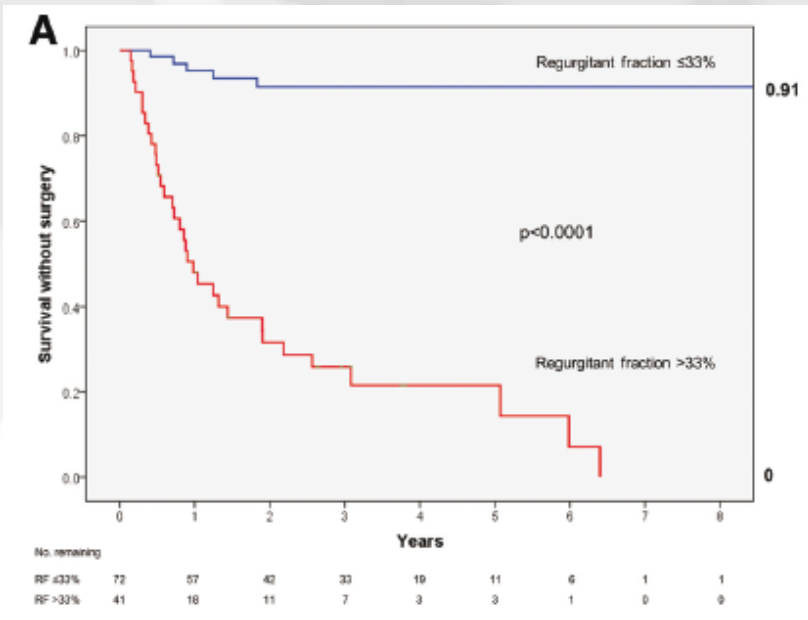 A
1.0
Regurgitant fraction ≤33%
0.91
0.8
0.6
p<0.0001
0.4
Regurgitant fraction >33%
0.2
0.0
0
Survival without surgery
0 1 2 3 4 5 6 7 8
Years
No. remaining
RF ≤33% 72 57 42 33 19 11 6 1 1
RF >33% 41 18 11 7 3 3 1 0 0